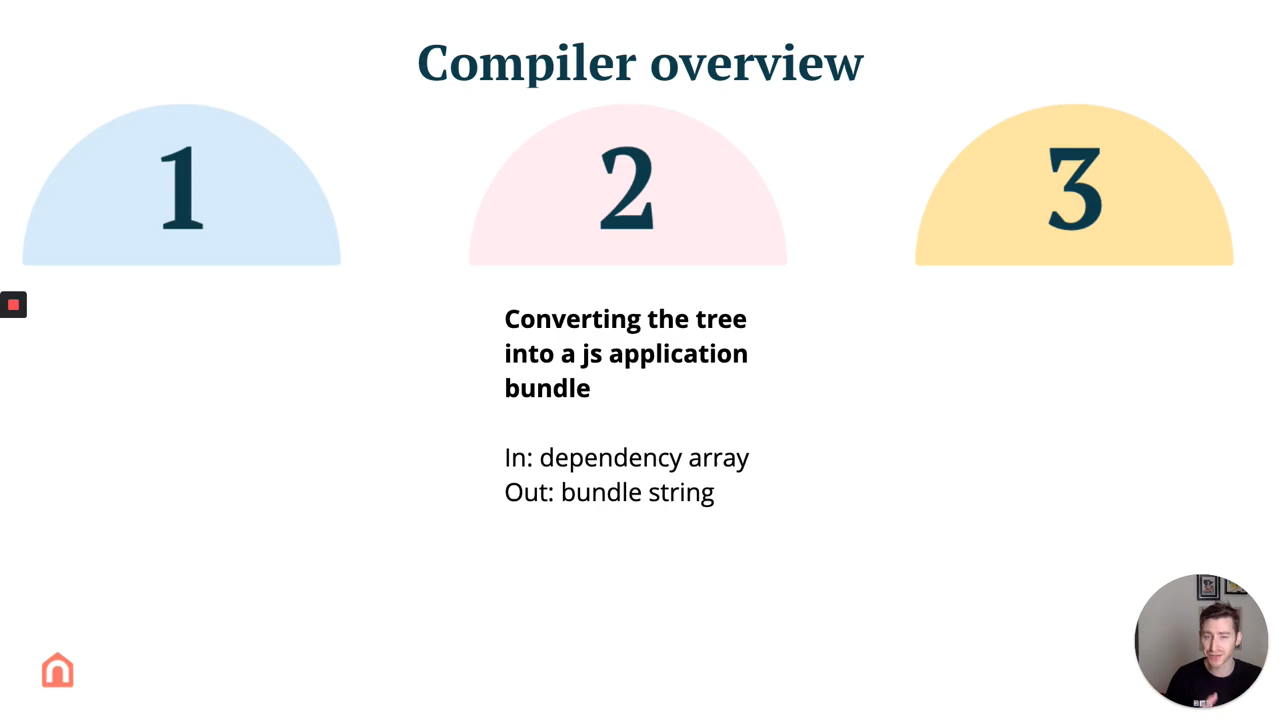 Compiler overview
1
2
3
Converting the tree
into a js application
bundle
In: dependency array
Out: bundle string